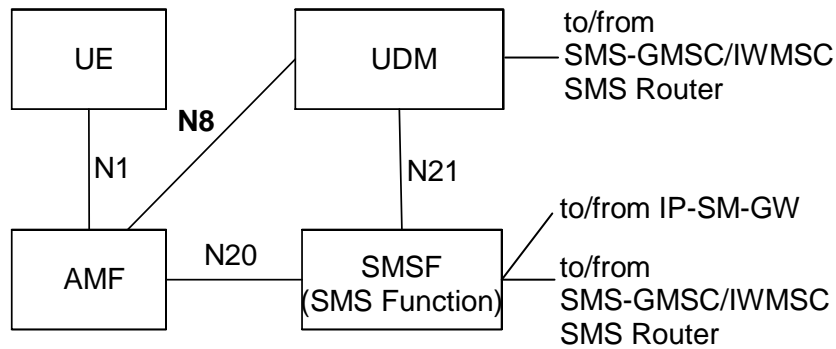 UE
UDM
to/from
SMS-GMSC/IWMSC
SMS Router
N8
N1
N21
to/from IP-SM-GW
AMF
N20
SMSF
(SMS Function)
to/from
SMS-GMSC/IWMSC
SMS Router